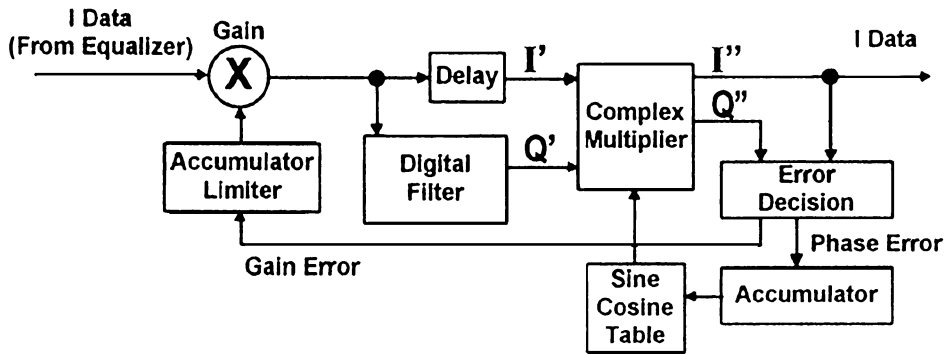 I Data
(From Equalizer)
Gain
X
Delay
I'
Complex
Multiplier
I"
I Data
Q"
Accumulator
Limiter
Digital
Filter
Q'
Error
Decision
Gain Error
Phase Error
Sine
Cosine
Table
Accumulator